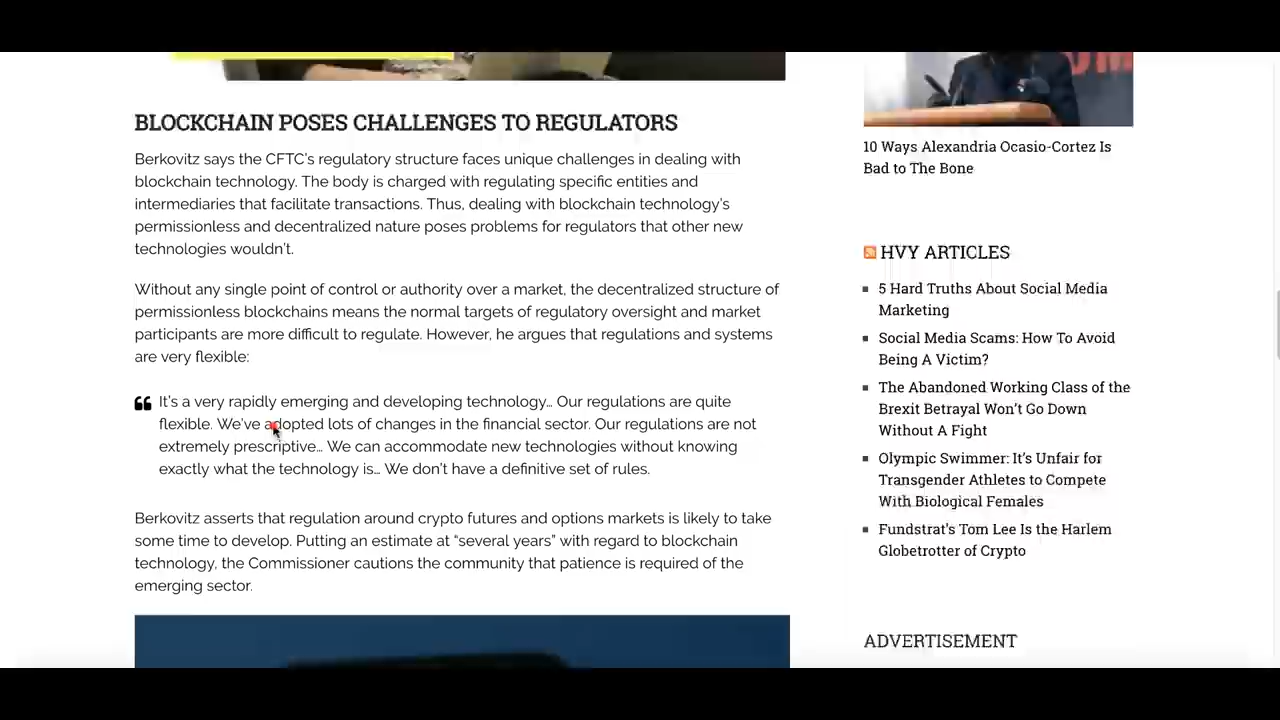 BLOCKCHAIN POSES CHALLENGES TO REGULATORS
Berkovitz says the CFTC's regulatory structure faces unique challenges in dealing with
blockchain technology. The body is charged with regulating specific entities and
intermediaries that facilitate transactions. Thus, dealing with blockchain technology's
permissionless and decentralized nature poses problems for regulators that other new
technologies wouldn't.
Without any single point of control or authority over a market, the decentralized structure of
permissionless blockchains means the normal targets of regulatory oversight and market
participants are more difficult to regulate. However, he argues that regulations and systems
are very flexible:
It's a very rapidly emerging and developing technology… Our regulations are quite
flexible. We've adopted lots of changes in the financial sector. Our regulations are not
extremely prescriptive… We can accommodate new technologies without knowing
exactly what the technology is… We don't have a definitive set of rules.
Berkovitz asserts that regulation around crypto futures and options markets is likely to take
some time to develop. Putting an estimate at “several years” with regard to blockchain
technology, the Commissioner cautions the community that patience is required of the
emerging sector.
10 Ways Alexandria Ocasio-Cortez Is
Bad to The Bone
HVY ARTICLES
5 Hard Truths About Social Media
Marketing
Social Media Scams: How To Avoid
Being A Victim?
The Abandoned Working Class of the
Brexit Betrayal Won't Go Down
Without A Fight
Olympic Swimmer: It's Unfair for
Transgender Athletes to Compete
With Biological Females
Fundstrat's Tom Lee Is the Harlem
Globetrotter of Crypto
ADVERTISEMENT